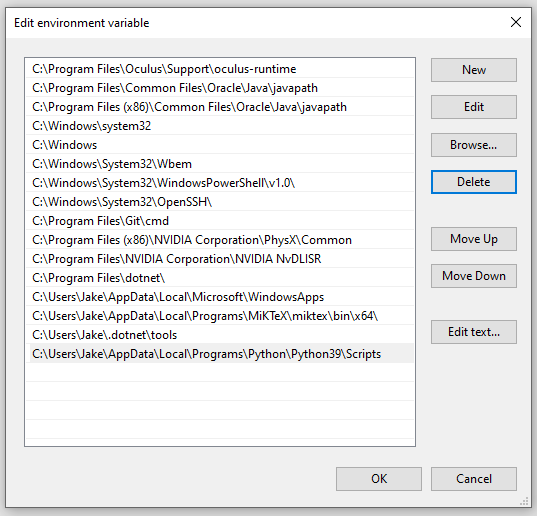 Edit environment variable
C:\Program Files\Oculus\Support\oculus-runtime
C:\Program Files\Common Files\Oracle\Java\javapath
C:\Program Files (x86)\Common Files\Oracle\Java\javapath
C:\Windows\system32
C:\Windows
C:\Windows\System32\Wbem
C:\Windows\System32\WindowsPowerShell\v1.0\
C:\Windows\System32\OpenSSH\
C:\Program Files\Git\cmd
C:\Program Files (x86)\NVIDIA Corporation\PhysX\Common
C:\Program Files\NVIDIA Corporation\NVIDIA NvDLISR
C:\Program Files\dotnet\
C:\Users\Jake\AppData\Local\Microsoft\WindowsApps
C:\Users\Jake\AppData\Local\Programs\MiKTeX\miktex\bin\x64\
C:\Users\Jake\.dotnet\tools
C:\Users\Jake\AppData\Local\Programs\Python\Python39\Scripts
New
Edit
Browse...
Delete
Move Up
Move Down
Edit text...
OK
Cancel